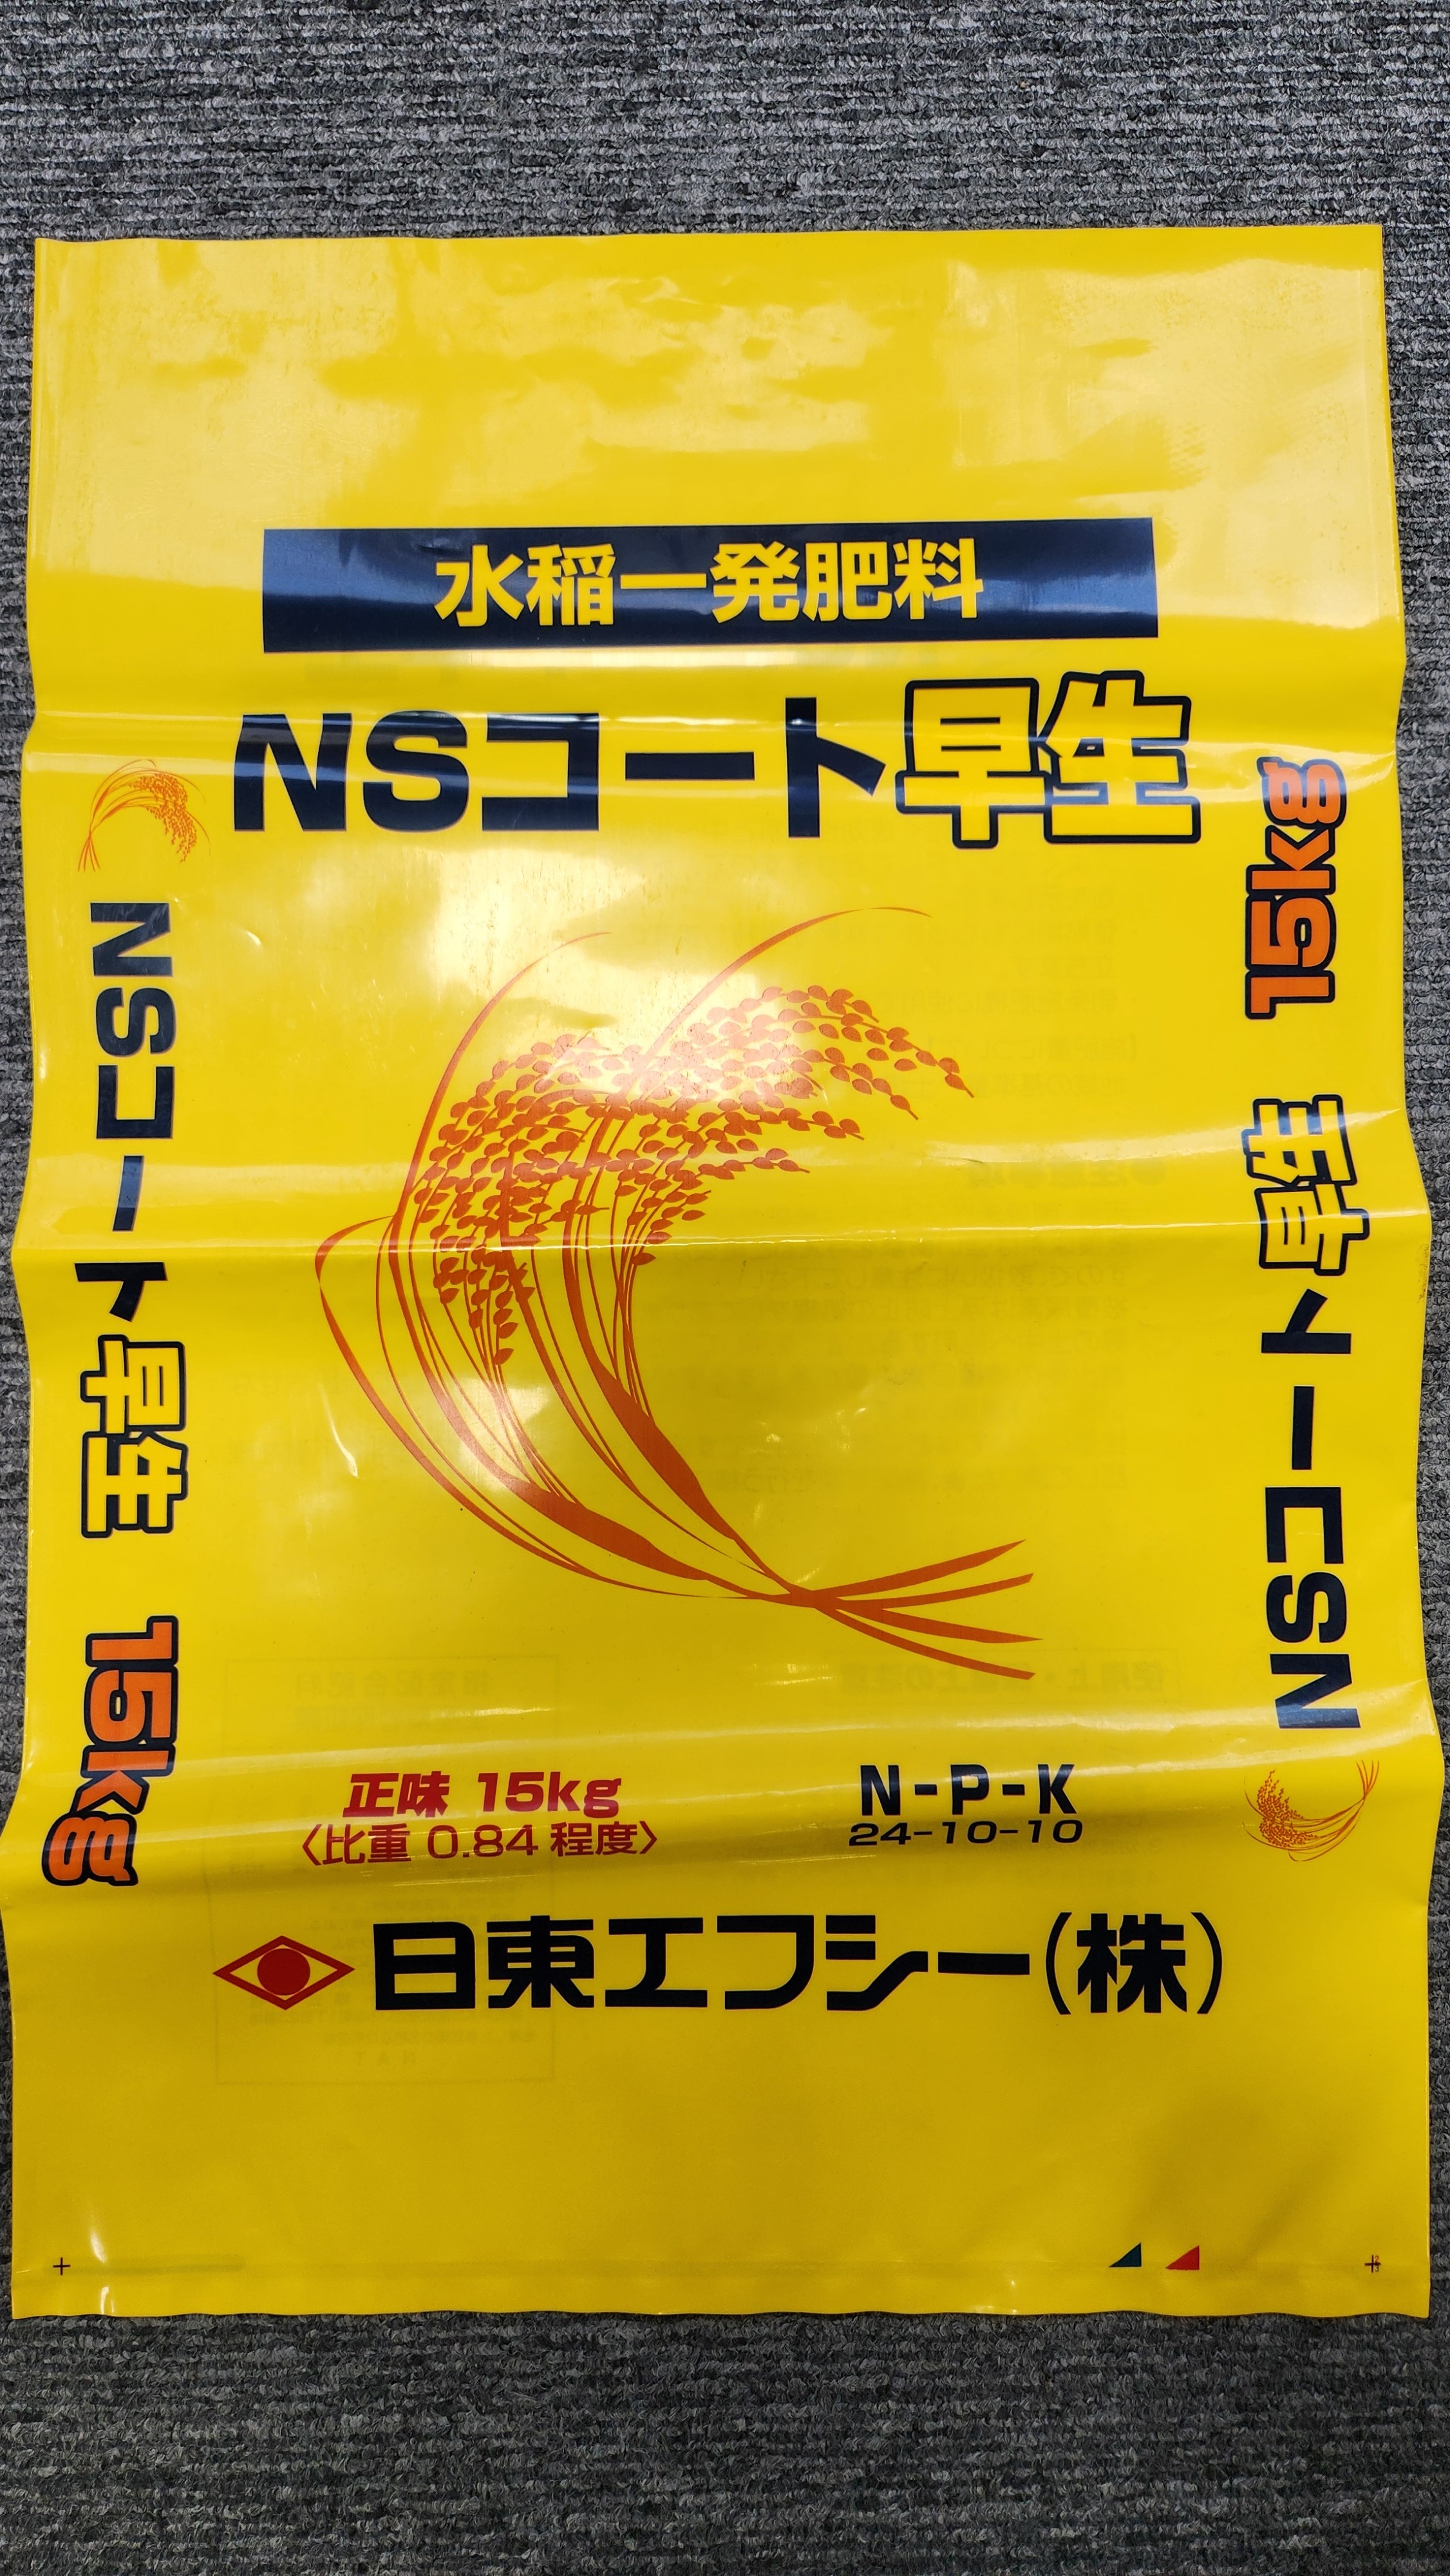 水稲一発肥料
NSコート早生
NSコート早生 15kg
NSコート早生 15kg
正味 15kg
〈比重 0.84 程度〉
N-P-K
24-10-10
日東エフシー(株)